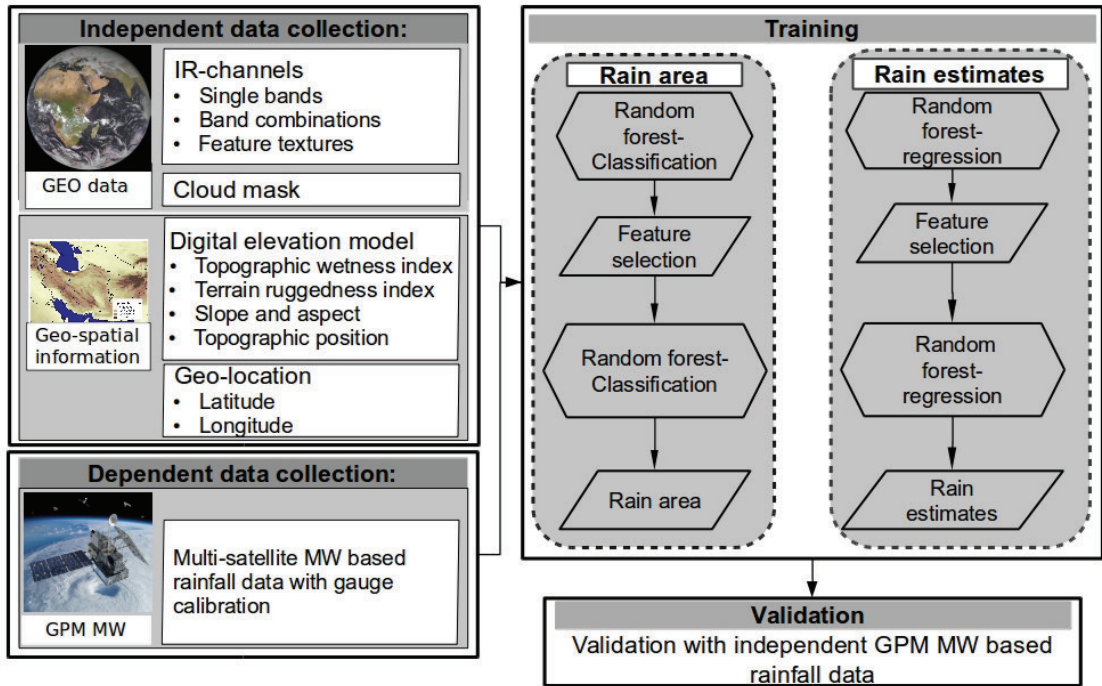 Independent data collection:
GEO data
IR-channels
• Single bands
• Band combinations
• Feature textures
Cloud mask
Geo-spatial
information
Digital elevation model
• Topographic wetness index
• Terrain ruggedness index
• Slope and aspect
• Topographic position
Geo-location
• Latitude
• Longitude
Dependent data collection:
GPM MW
Multi-satellite MW based
rainfall data with gauge
calibration
Training
Rain area
Random
forest-
Classification
Feature
selection
Random forest-
Classification
Rain area
Rain estimates
Random
forest-
regression
Feature
selection
Random
forest-
regression
Rain
estimates
Validation
Validation with independent GPM MW based
rainfall data